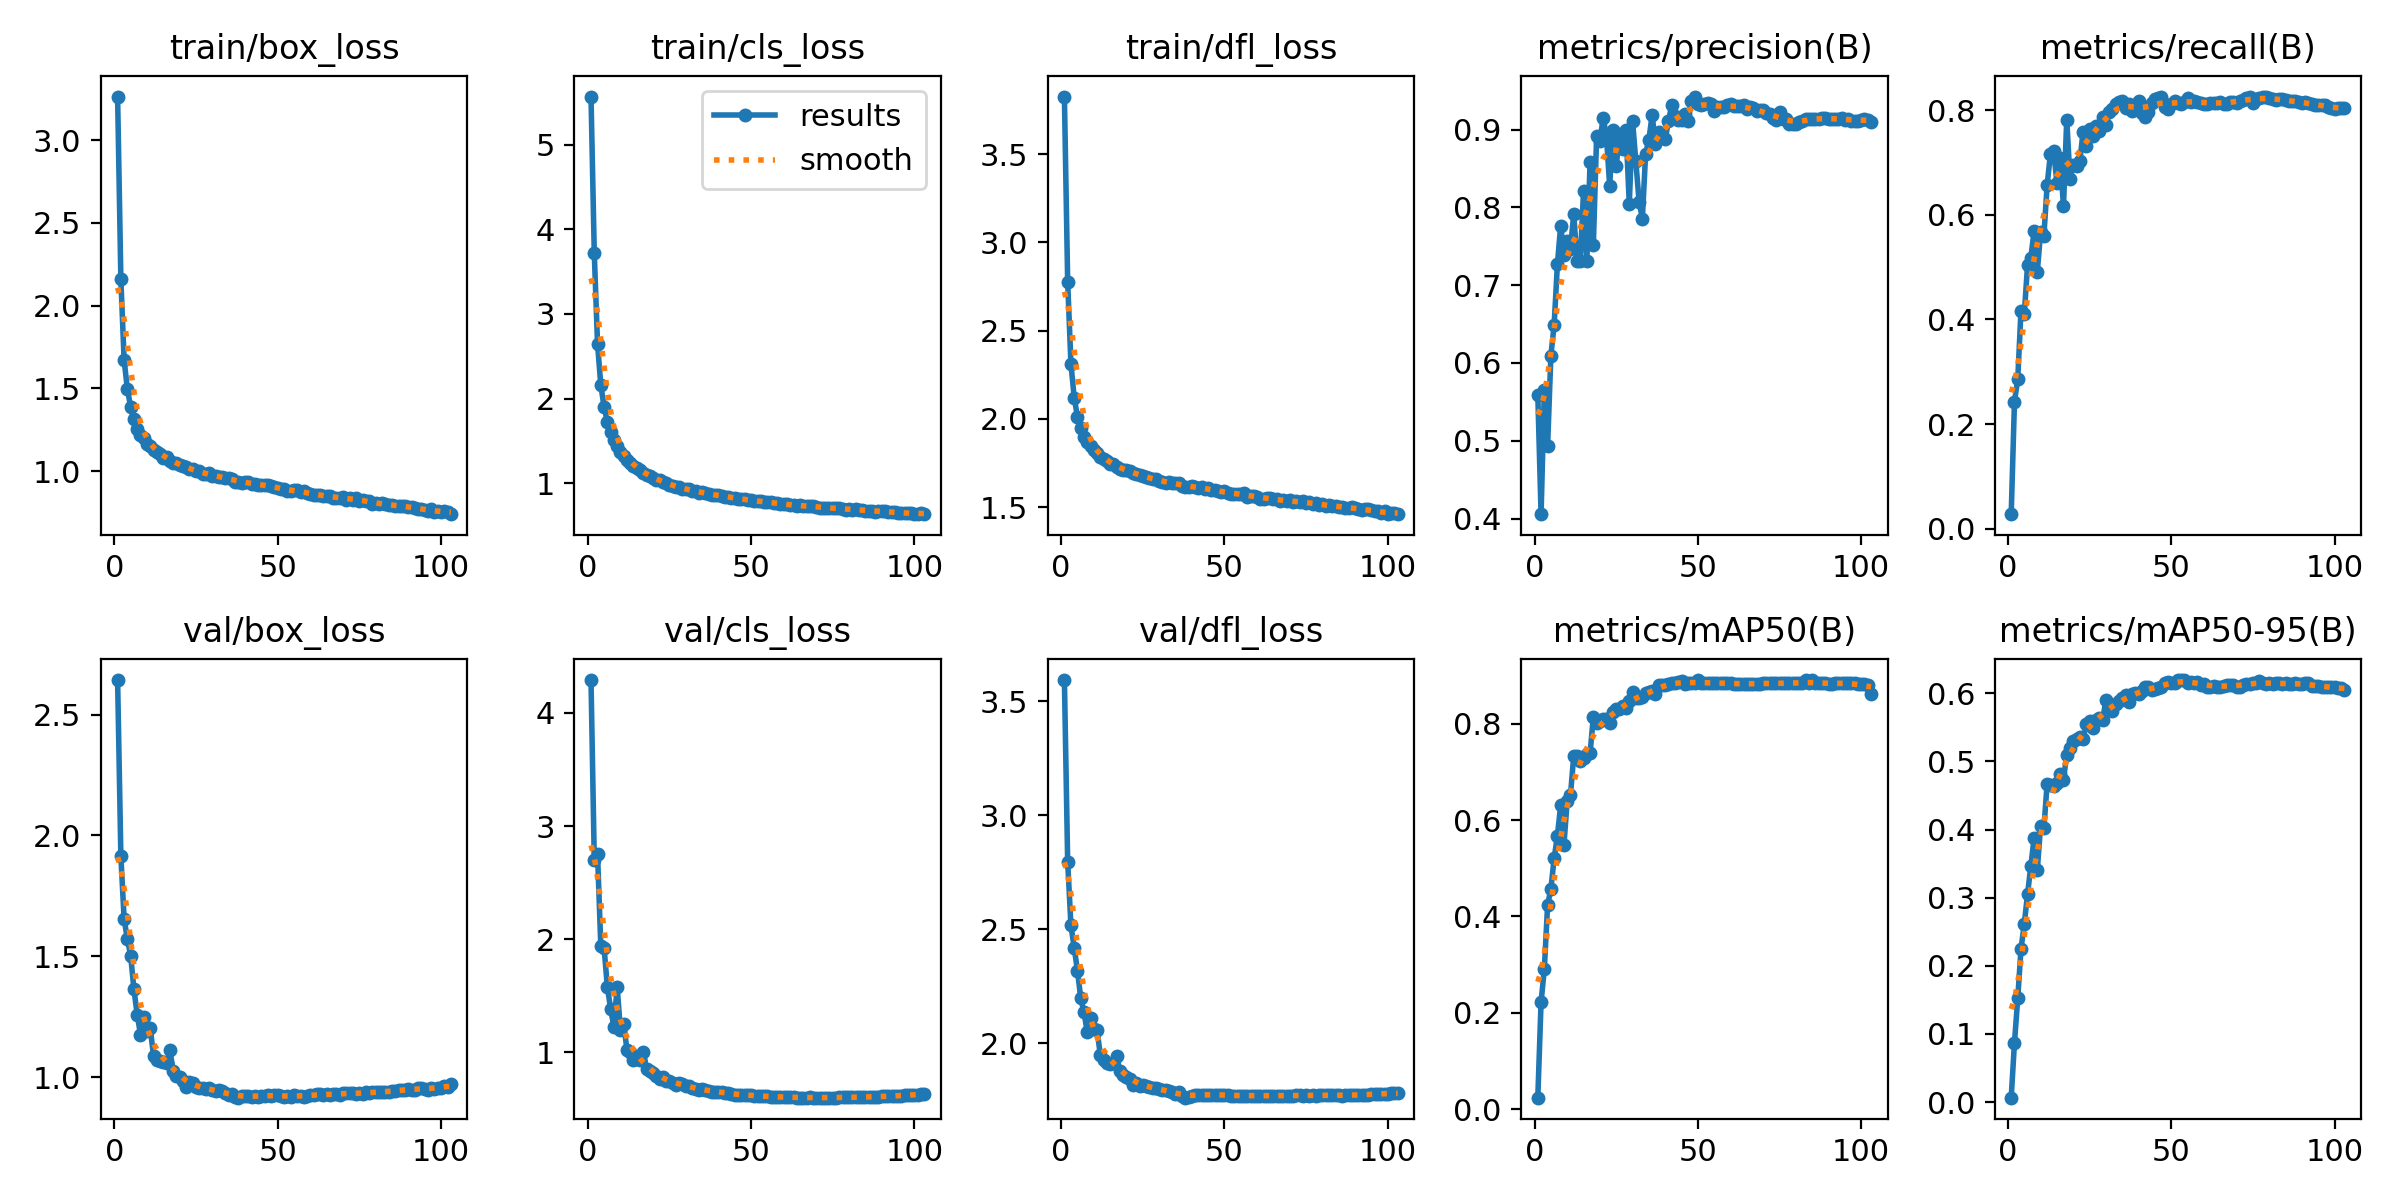 train/box_loss
3.0
2.5
2.0
1.5
1.0
0 50 100
train/cls_loss
results
smooth
5
4
3
2
1
0 50 100
train/dfl_loss
3.5
3.0
2.5
2.0
1.5
0 50 100
metrics/precision(B)
0.9
0.8
0.7
0.6
0.5
0.4
0 50 100
metrics/recall(B)
0.8
0.6
0.4
0.2
0.0
0 50 100
val/box_loss
2.5
2.0
1.5
1.0
0 50 100
val/cls_loss
4
3
2
1
0 50 100
val/dfl_loss
3.5
3.0
2.5
2.0
0 50 100
metrics/mAP50(B)
0.8
0.6
0.4
0.2
0.0
0 50 100
metrics/mAP50-95(B)
0.6
0.5
0.4
0.3
0.2
0.1
0.0
0 50 100